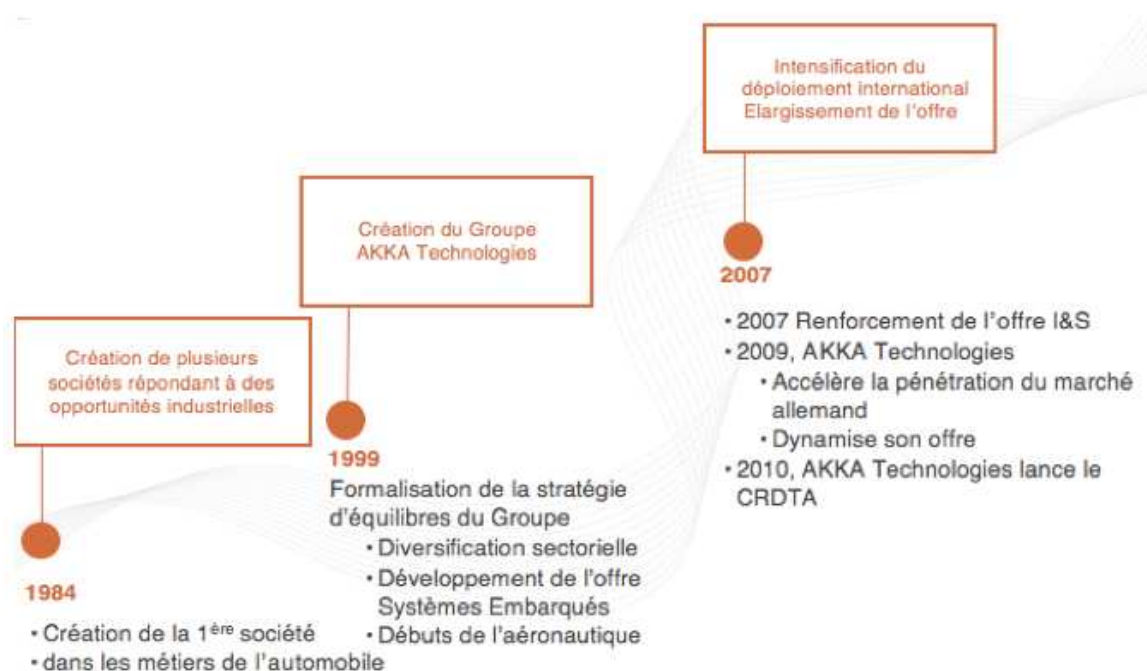 Création de plusieurs
sociétés répondant à des
opportunités industrielles
1984
• Création de la 1ère société
• dans les métiers de l'automobile
Création du Groupe
AKKA Technologies
1999
Formalisation de la stratégie
d'équilibres du Groupe
• Diversification sectorielle
• Développement de l'offre
Systèmes Embarqués
• Débuts de l'aéronautique
Intensification du
déploiement international
Elargissement de l'offre
2007
• 2007 Renforcement de l'offre I&S
• 2009, AKKA Technologies
• Accélère la pénétration du marché
allemand
• Dynamise son offre
• 2010, AKKA Technologies lance le
CRDTA